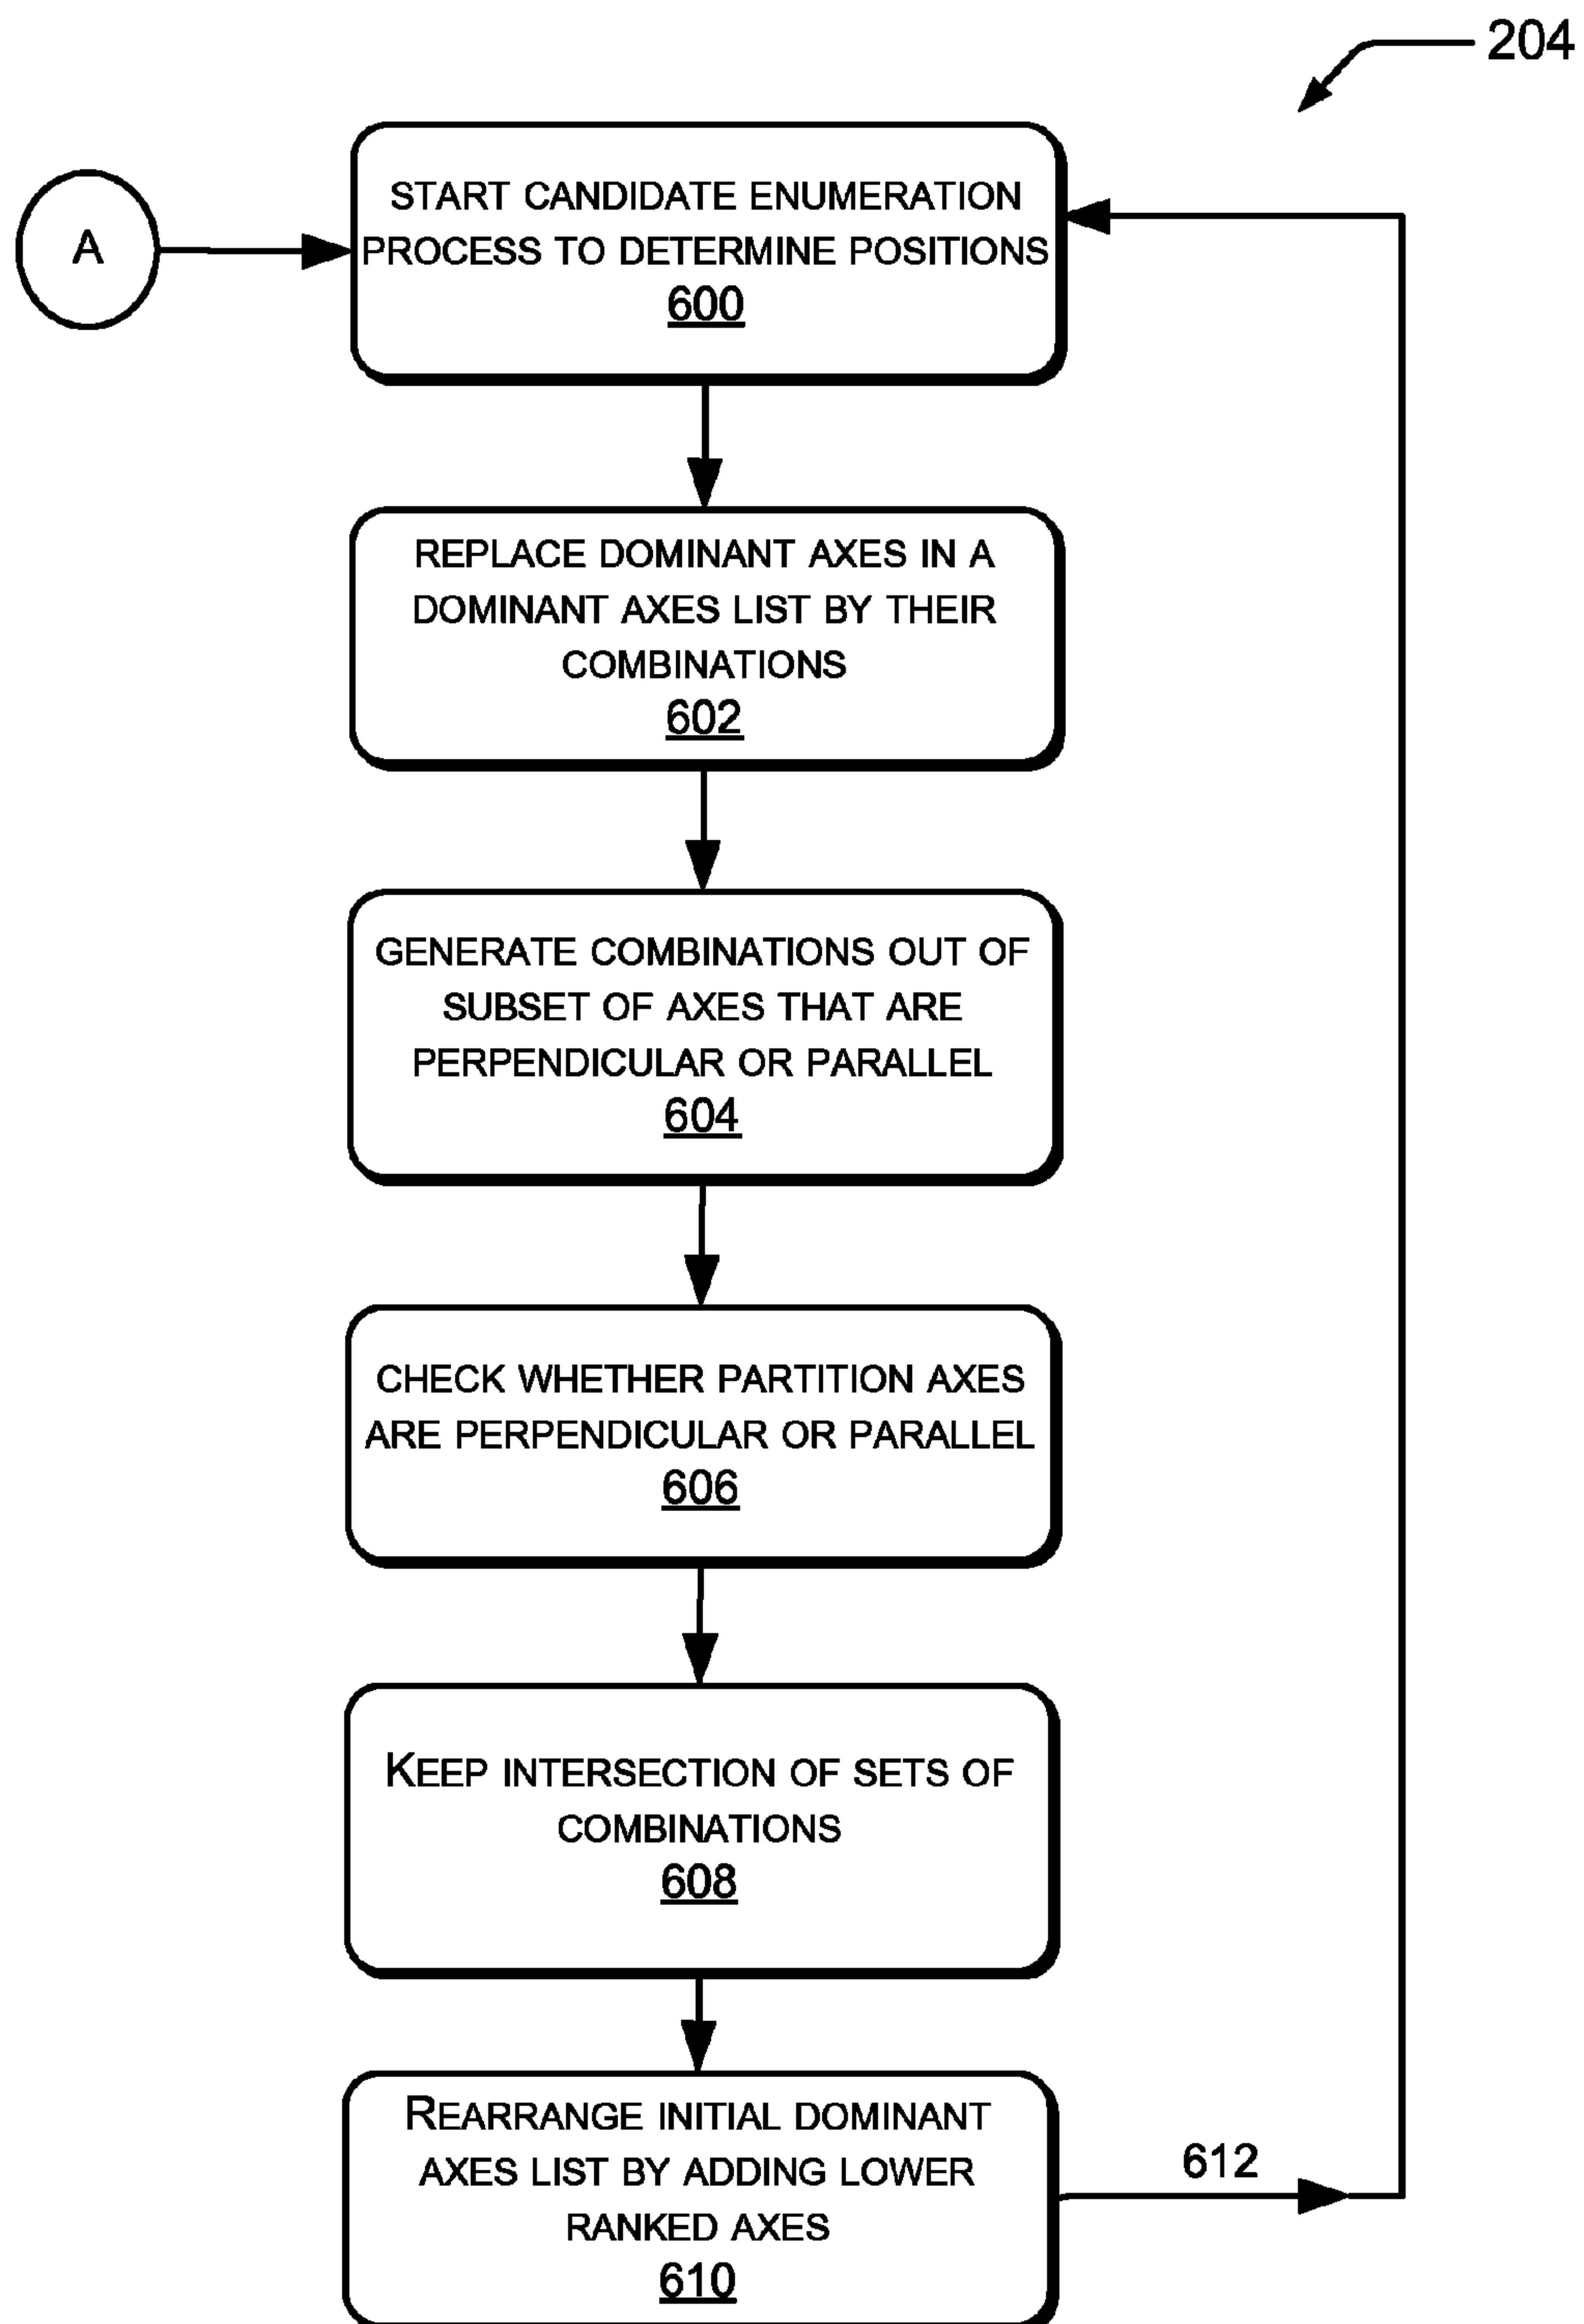 204
A
START CANDIDATE ENUMERATION
PROCESS TO DETERMINE POSITIONS
600
REPLACE DOMINANT AXES IN A
DOMINANT AXES LIST BY THEIR
COMBINATIONS
602
GENERATE COMBINATIONS OUT OF
SUBSET OF AXES THAT ARE
PERPENDICULAR OR PARALLEL
604
CHECK WHETHER PARTITION AXES
ARE PERPENDICULAR OR PARALLEL
606
KEEP INTERSECTION OF SETS OF
COMBINATIONS
608
REARRANGE INITIAL DOMINANT
AXES LIST BY ADDING LOWER
RANKED AXES
610
612